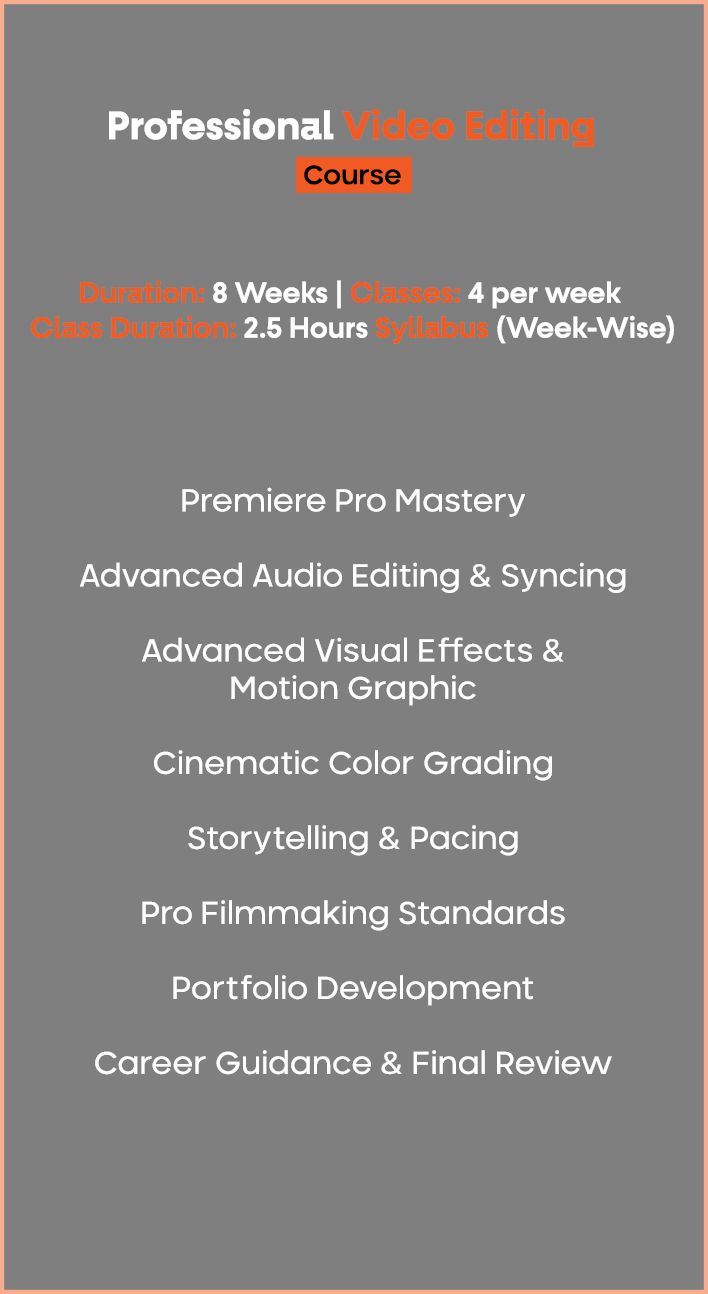 Professional Video Editing
Course
Duration: 8 Weeks | Classes: 4 per week
Class Duration: 2.5 Hours Syllabus (Week-Wise)
Premiere Pro Mastery
Advanced Audio Editing & Syncing
Advanced Visual Effects &
Motion Graphic
Cinematic Color Grading
Storytelling & Pacing
Pro Filmmaking Standards
Portfolio Development
Career Guidance & Final Review